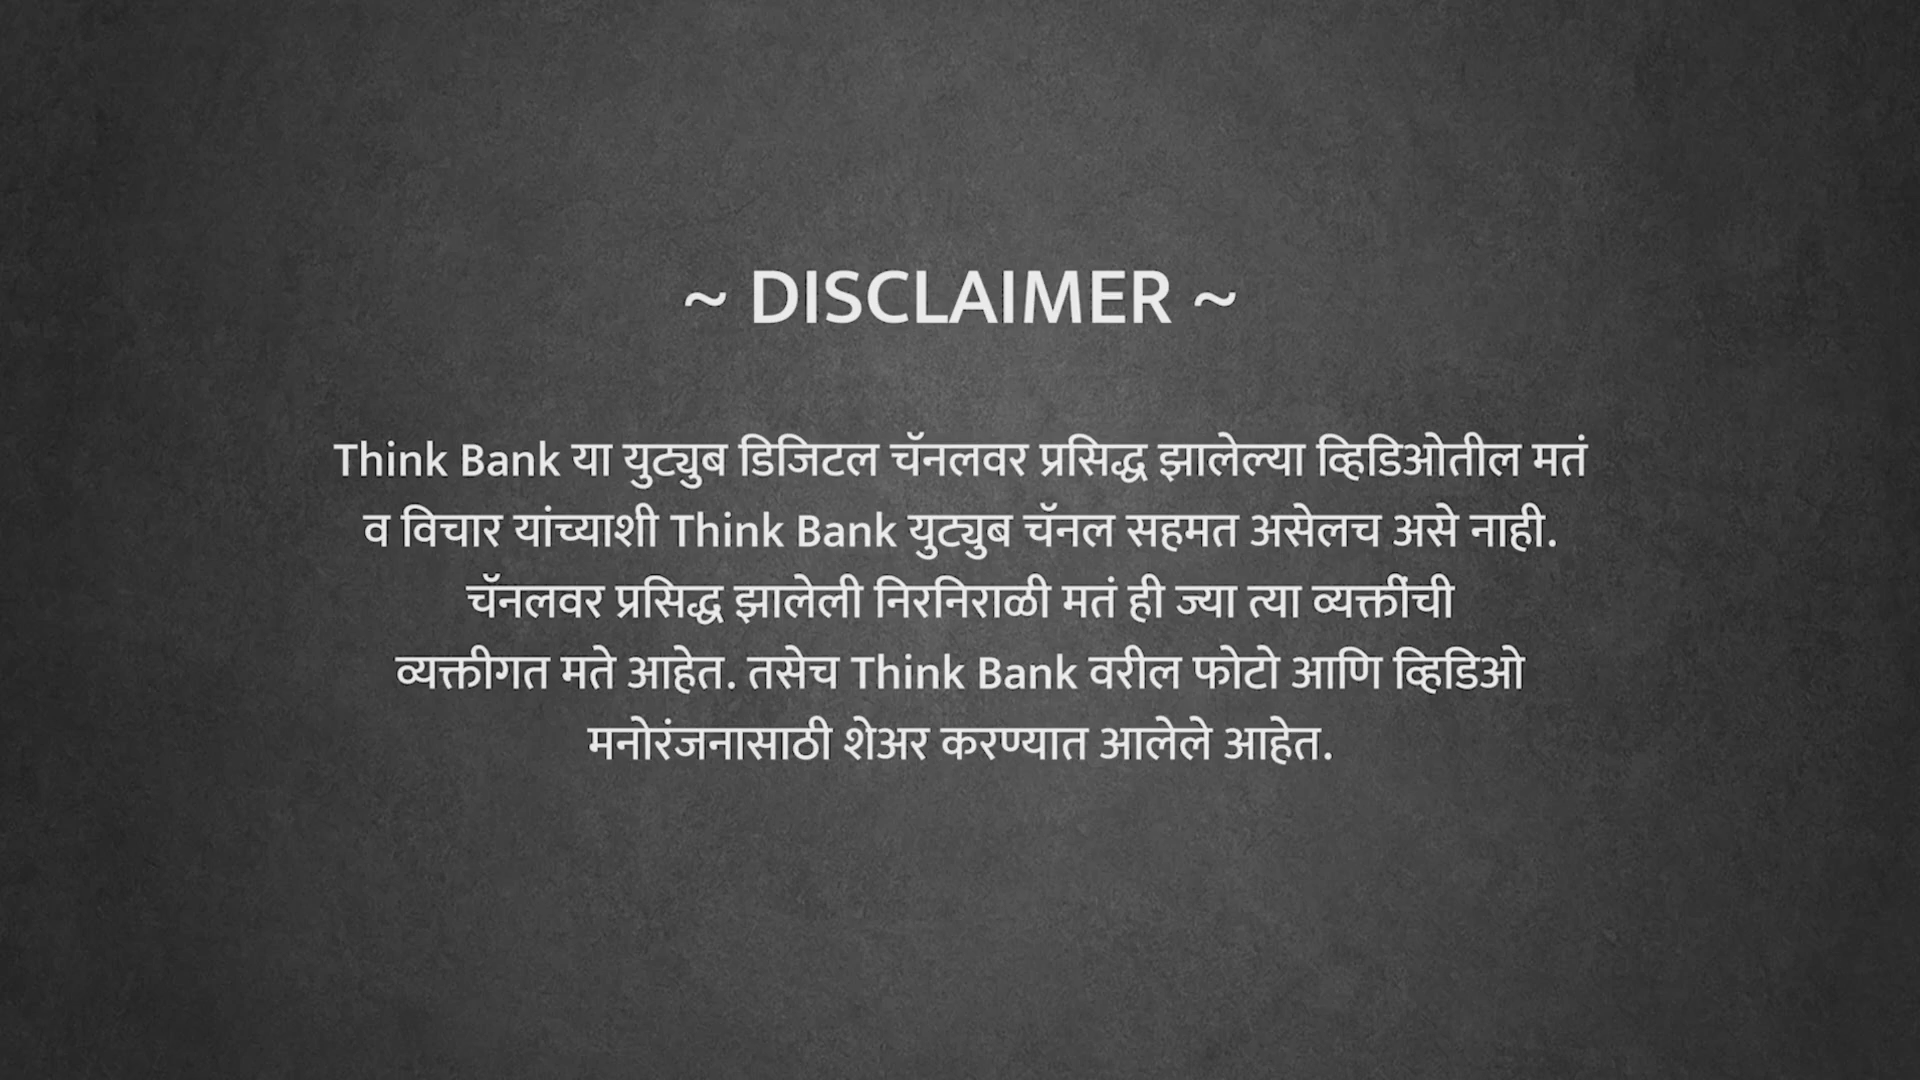 ~ DISCLAIMER ~
Think Bank या युट्युब डिजिटल चॅनलवर प्रसिद्ध झालेल्या व्हिडिओतील मतं
व विचार यांच्याशी Think Bank युट्युब चॅनल सहमत असेलच असे नाही.
चॅनलवर प्रसिद्ध झालेली निरनिराळी मतं ही ज्या त्या व्यक्तींची
व्यक्तीगत मते आहेत. तसेच Think Bank वरील फोटो आणि व्हिडिओ
मनोरंजनासाठी शेअर करण्यात आलेले आहेत.